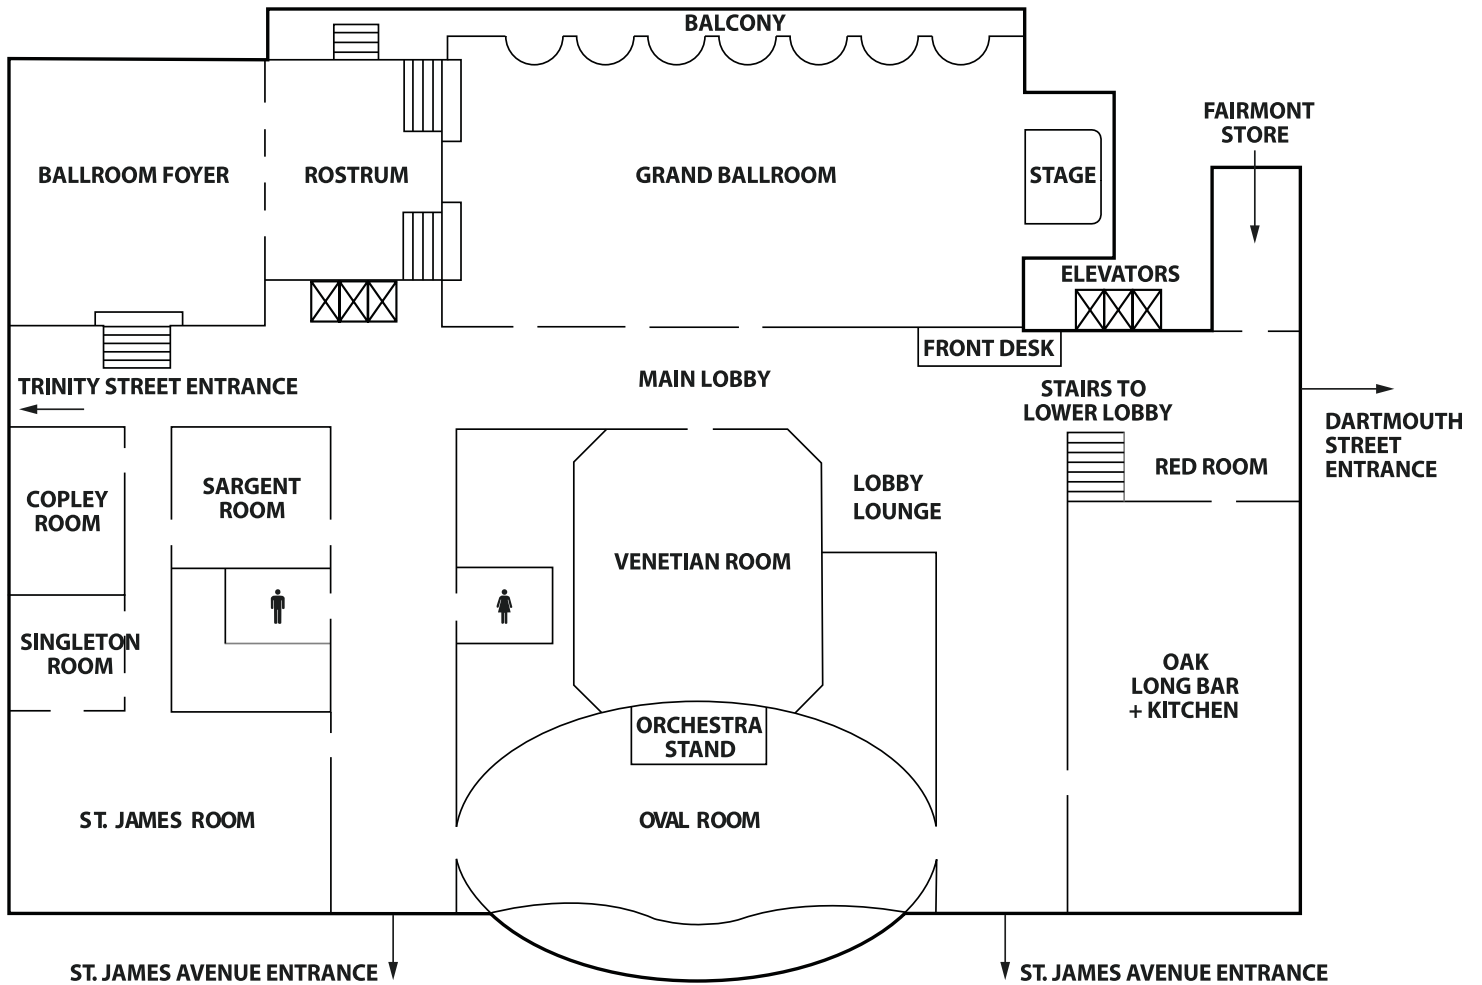 BALCONY
FAIRMONT
STORE
BALLROOM FOYER
ROSTRUM
GRAND BALLROOM
STAGE
ELEVATORS
FRONT DESK
TRINITY STREET ENTRANCE
MAIN LOBBY
STAIRS TO
LOWER LOBBY
DARTMOUTH
STREET
ENTRANCE
RED ROOM
COPLEY
ROOM
SARGENT
ROOM
LOBBY
LOUNGE
VENETIAN ROOM
SINGLETON
ROOM
OAK
LONG BAR
+ KITCHEN
ORCHESTRA
STAND
ST. JAMES ROOM
OVAL ROOM
ST. JAMES AVENUE ENTRANCE
ST. JAMES AVENUE ENTRANCE